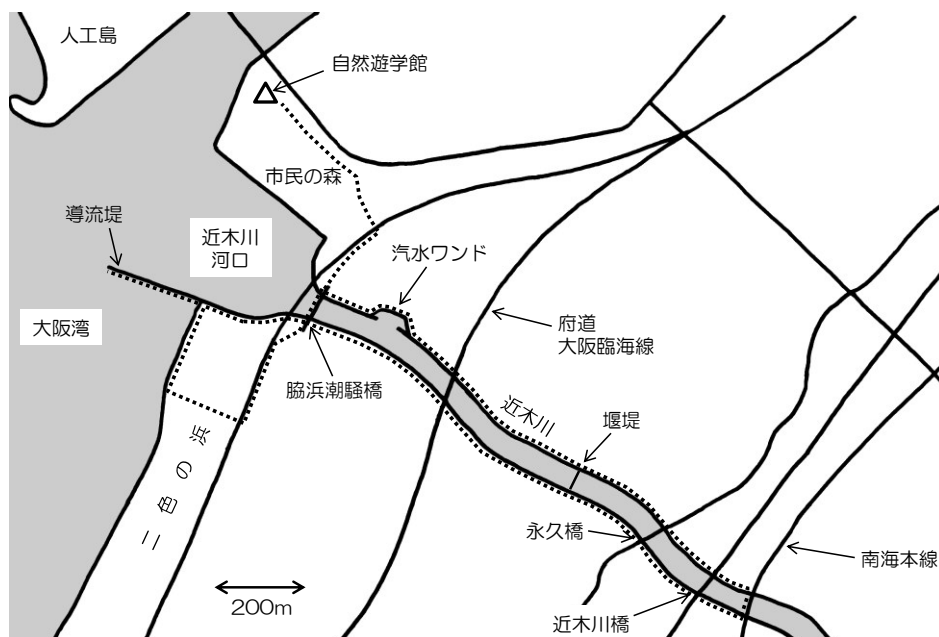 人工島
自然遊学館
市民の森
導流堤
近木川
河口
汽水ワンド
大阪湾
府道
大阪臨海線
脇浜潮騒橋
近木川
堰堤
二色の浜
永久橋
南海本線
200m
近木川橋